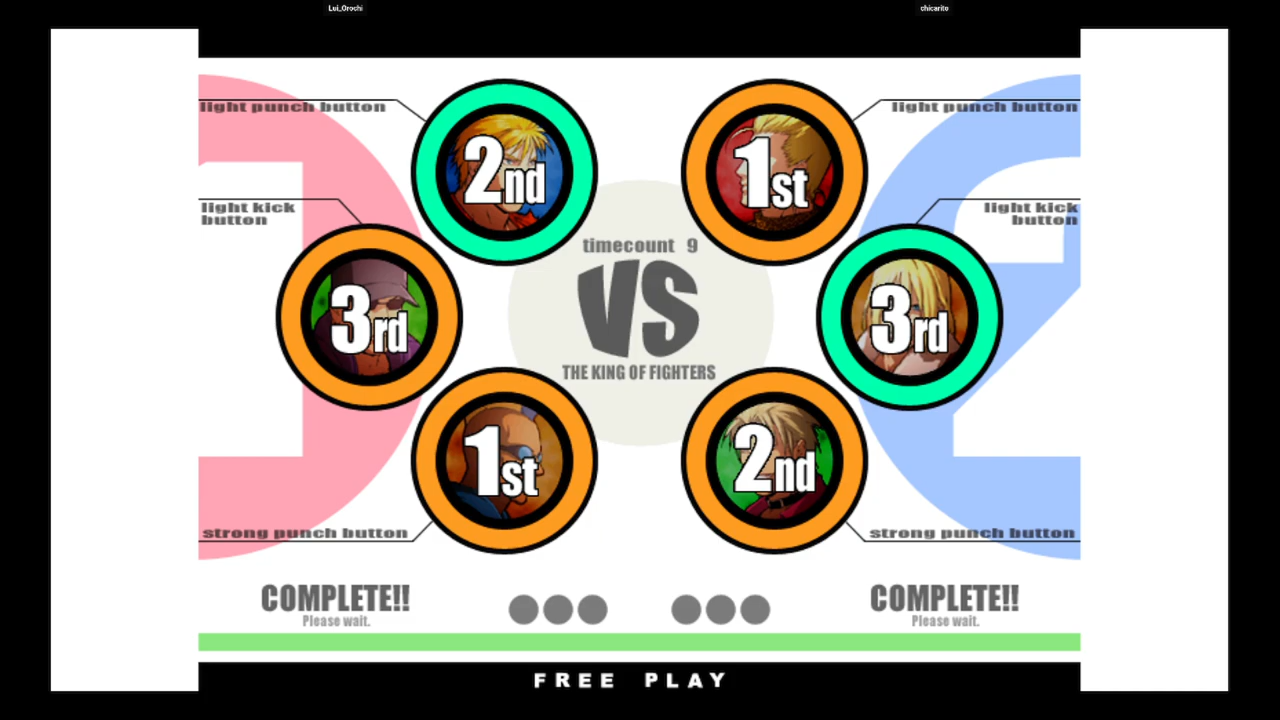 Lui_Orochi
chicarito
light punch button
2nd
1st
light punch button
light kick
button
light kick
button
timecount 9
VS
THE KING OF FIGHTERS
3rd
3rd
1st
2nd
strong punch button
strong punch button
COMPLETE!!
Please wait.
COMPLETE!!
Please wait.
FREE PLAY